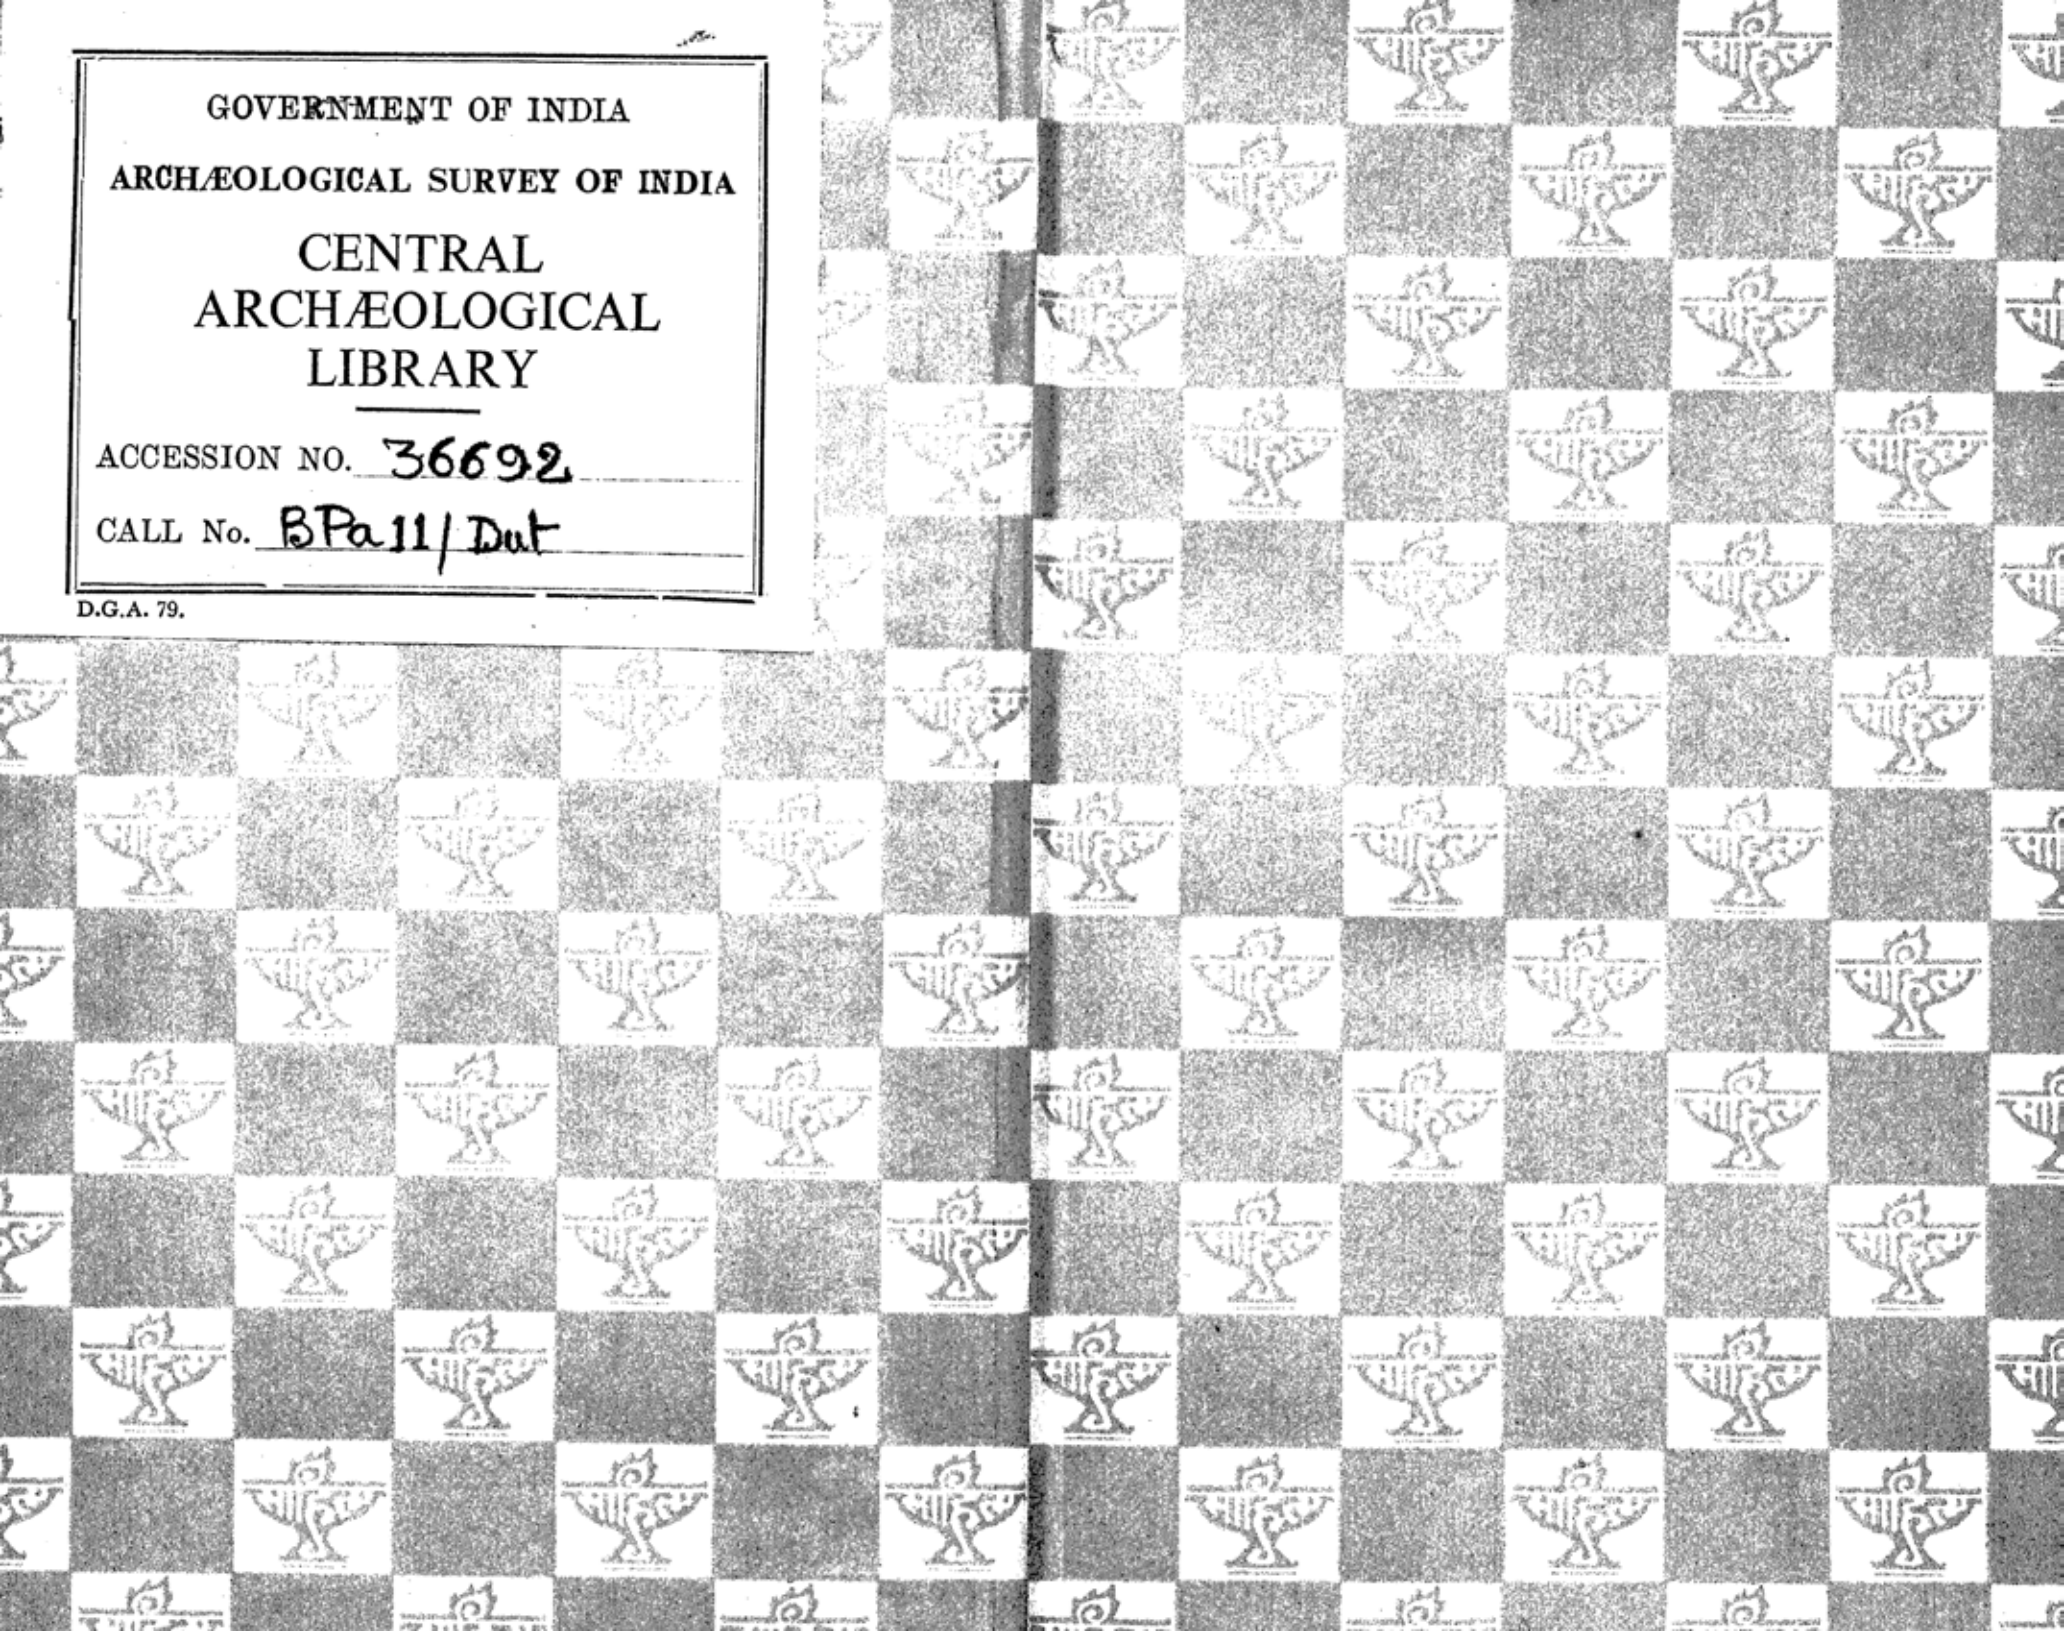 GOVERNMENT OF INDIA
ARCHÆOLOGICAL SURVEY OF INDIA
CENTRAL
ARCHÆOLOGICAL
LIBRARY
ACCESSION NO. 36692
CALL No. BPa11/Dut
D.G.A. 79.
साहित्य